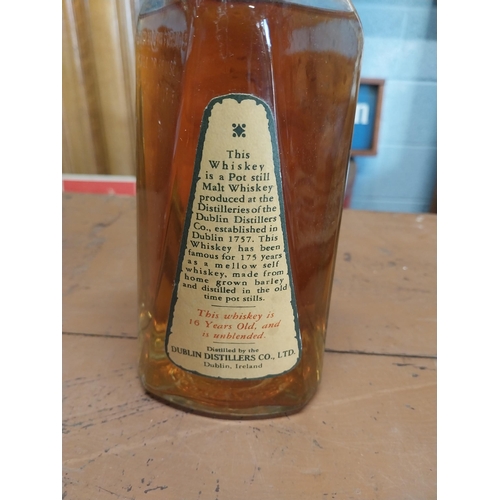 This
Whiskey
is a Pot still
Malt Whiskey
produced at the
Distilleries of the
Dublin Distillers
Co., established in
Dublin 1757. This
Whiskey has been
famous for 175 years
as a mellow self
whiskey, made from
home grown barley
and distilled in the old
time pot stills.
This whiskey is
16 Years Old, and
is unblended.
Distilled by the
DUBLIN DISTILLERS CO., LTD.
Dublin, Ireland